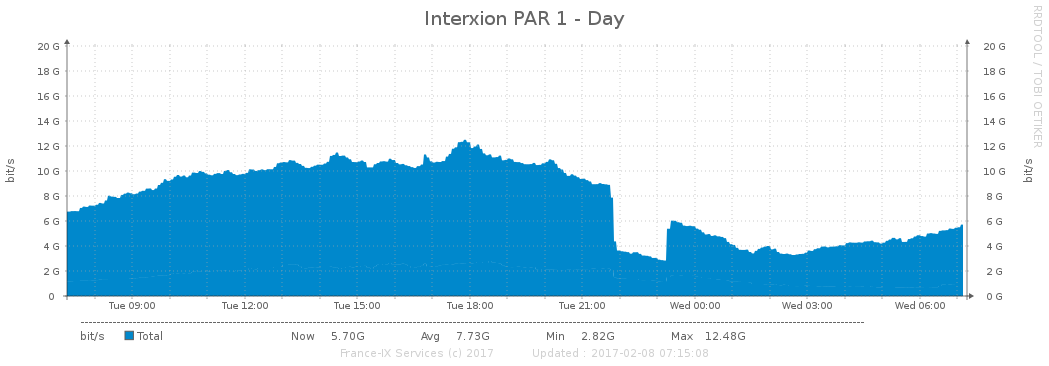 Interxion PAR 1 - Day
RRDTOOL / TOBI OETIKER
20 G 20 G
18 G 18 G
16 G 16 G
14 G 14 G
12 G 12 G
10 G 10 G
8 G 8 G
6 G 6 G
4 G 4 G
2 G 2 G
0 0 G
bit/s
bit/s
Tue 09:00 Tue 12:00 Tue 15:00 Tue 18:00 Tue 21:00 Wed 00:00 Wed 03:00 Wed 06:00
bit/s Total Now 5.70G Avg 7.73G Min 2.82G Max 12.48G
France-IX Services (c) 2017 Updated : 2017-02-08 07:15:08